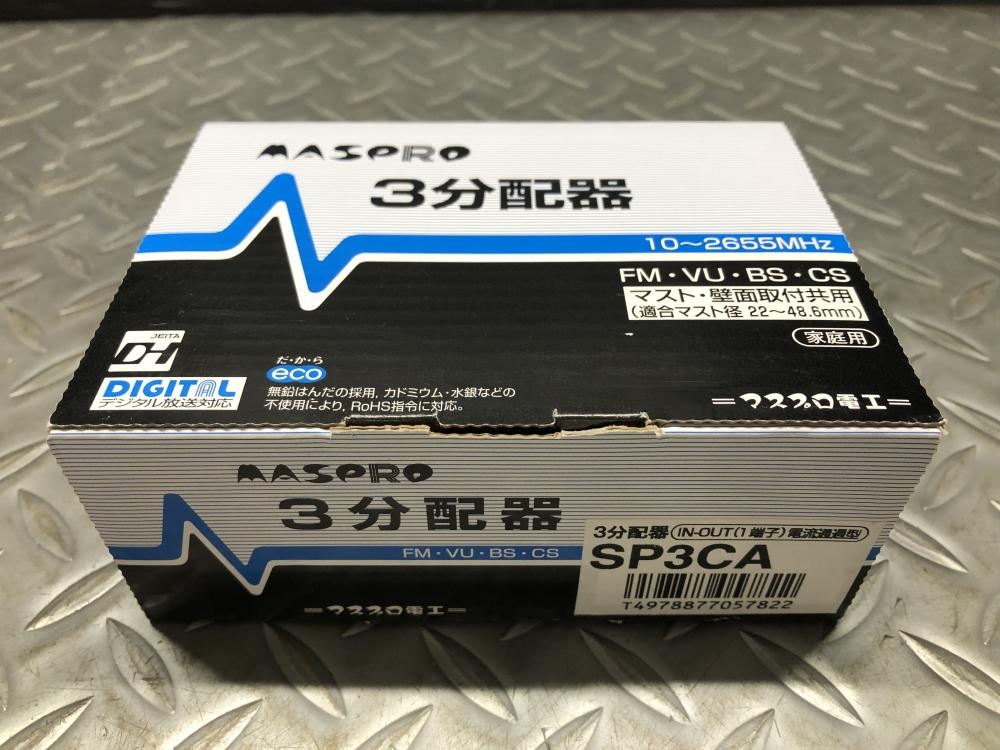 MASPRO
3分配器
10〜2655MHz
FM・VU・BS・CS
マスト・壁面取付共用
(適合マスト径 22〜48.6mm)
家庭用
JEITA
DH
DIGITAL
デジタル放送対応
だ・か・ら
eco
無鉛はんだの採用, カドミウム・水銀などの
不使用により, RoHS指令に対応。
マスプロ電工
MASPRO
3分配器
FM・VU・BS・CS
マスプロ電工
3分配器 IN-OUT(1端子)電流通過型
SP3CA
T4978877057822